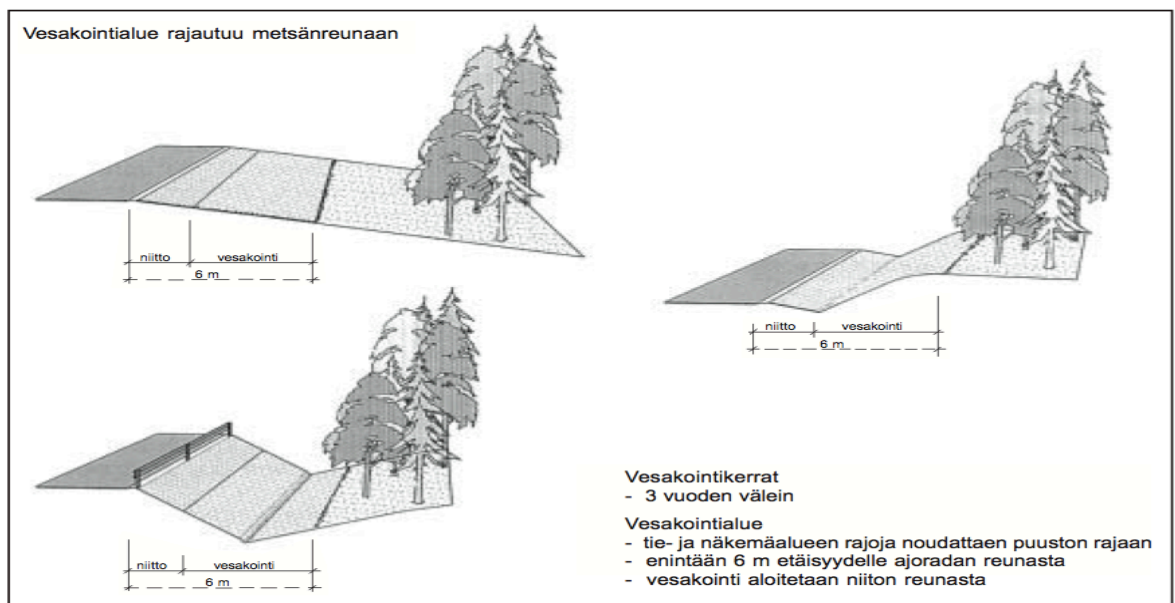 Vesakointialue rajautuu metsänreunaan
niitto vesakointi
6 m
niitto vesakointi
6 m
niitto vesakointi
6 m
Vesakointikerrat
- 3 vuoden välein
Vesakointialue
- tie- ja näkemäalueen rajoja noudattaen puuston rajaan
- enintään 6 m etäisyydelle ajoradan reunasta
- vesakointi aloitetaan niiton reunasta